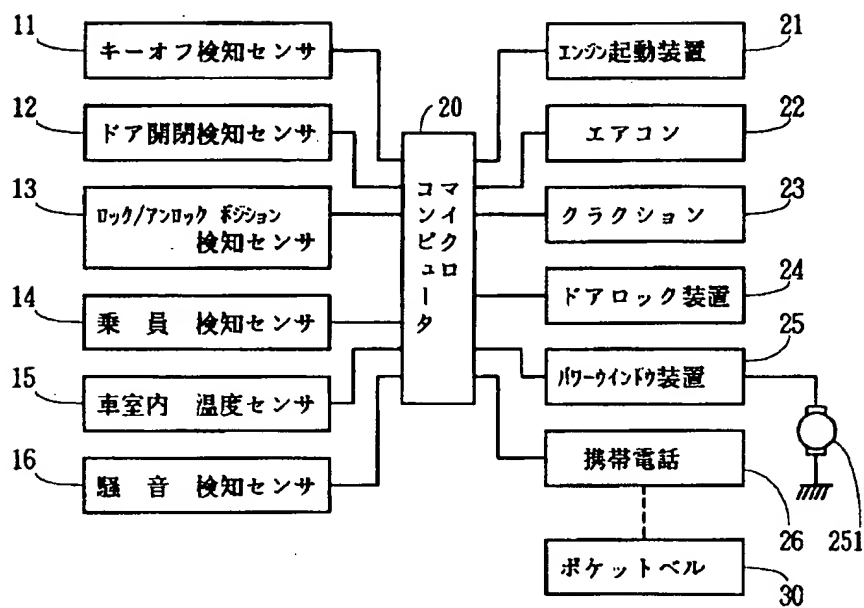 11
キーオフ検知センサ
12
ドア開閉検知センサ
13
ﾛｯｸ/ｱﾝﾛｯｸ ﾎﾟｼﾞｼｮﾝ
検知センサ
14
乗 員 検知センサ
15
車室内 温度センサ
16
騒 音 検知センサ
20
マイクロ
コンピュータ
21
ｴﾝｼﾞﾝ起動装置
22
エアコン
23
クラクション
24
ドアロック装置
25
ﾊﾟﾜｰｳｲﾝﾄﾞｳ装置
251
携帯電話
26
ポケットベル
30